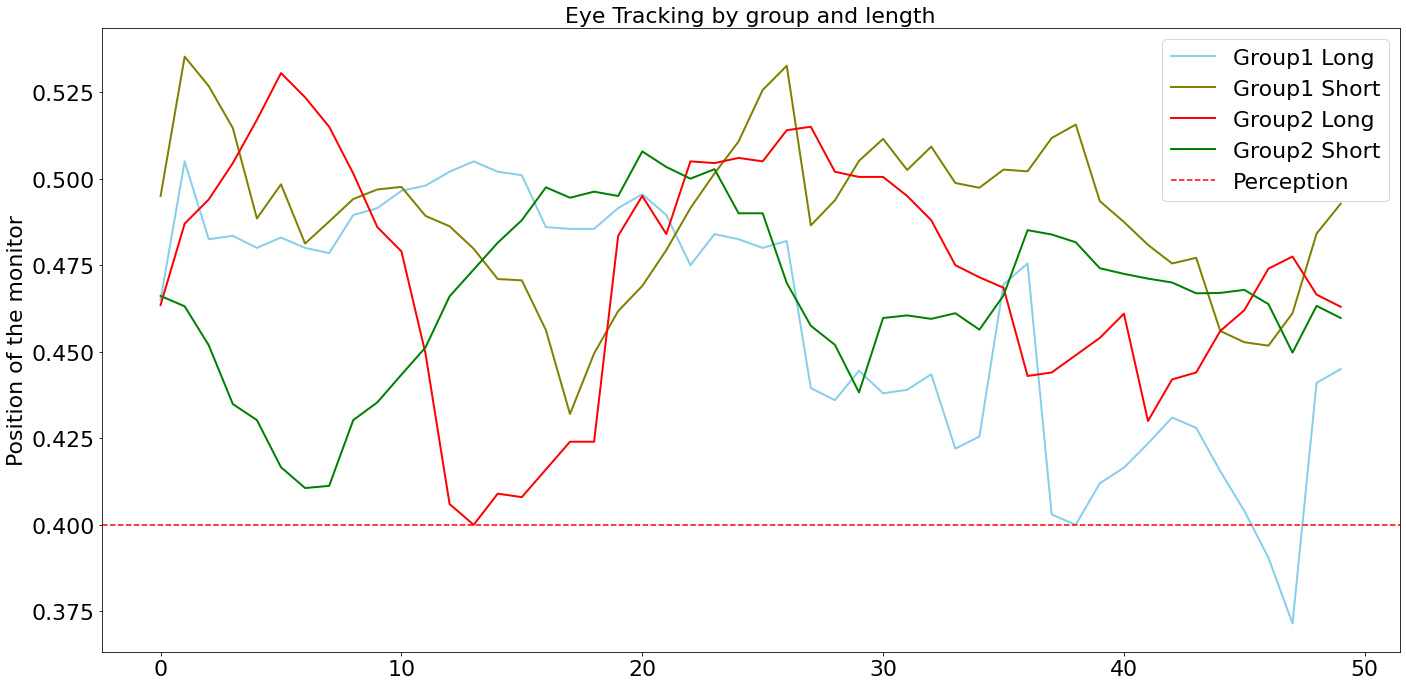 Eye Tracking by group and length
Group1 Long
Group1 Short
Group2 Long
Group2 Short
Perception
Position of the monitor
0.525
0.500
0.475
0.450
0.425
0.400
0.375
0 10 20 30 40 50